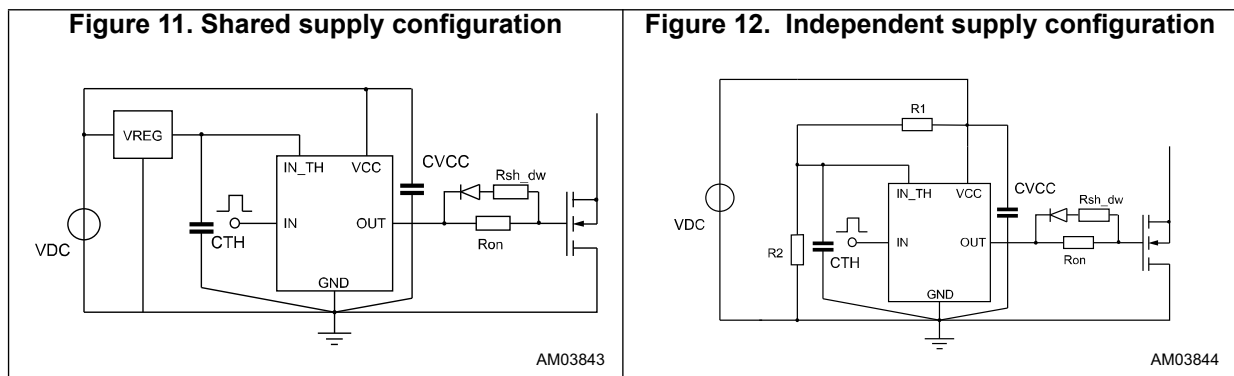 Figure 11. Shared supply configuration
VREG
IN_TH
VCC
CVCC
Rsh_dw
IN
OUT
CTH
Ron
VDC
GND
AM03843
Figure 12. Independent supply configuration
R1
IN_TH
VCC
CVCC
Rsh_dw
VDC
IN
OUT
R2
CTH
Ron
GND
AM03844